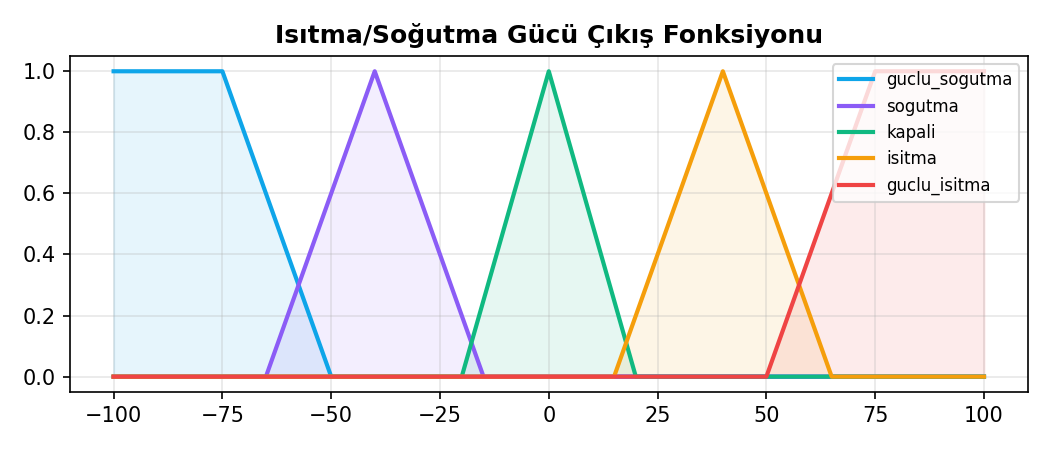 Isıtma/Soğutma Gücü Çıkış Fonksiyonu
1.0
0.8
0.6
0.4
0.2
0.0
−100 −75 −50 −25 0 25 50 75 100
guclu_sogutma
sogutma
kapali
isitma
guclu_isitma